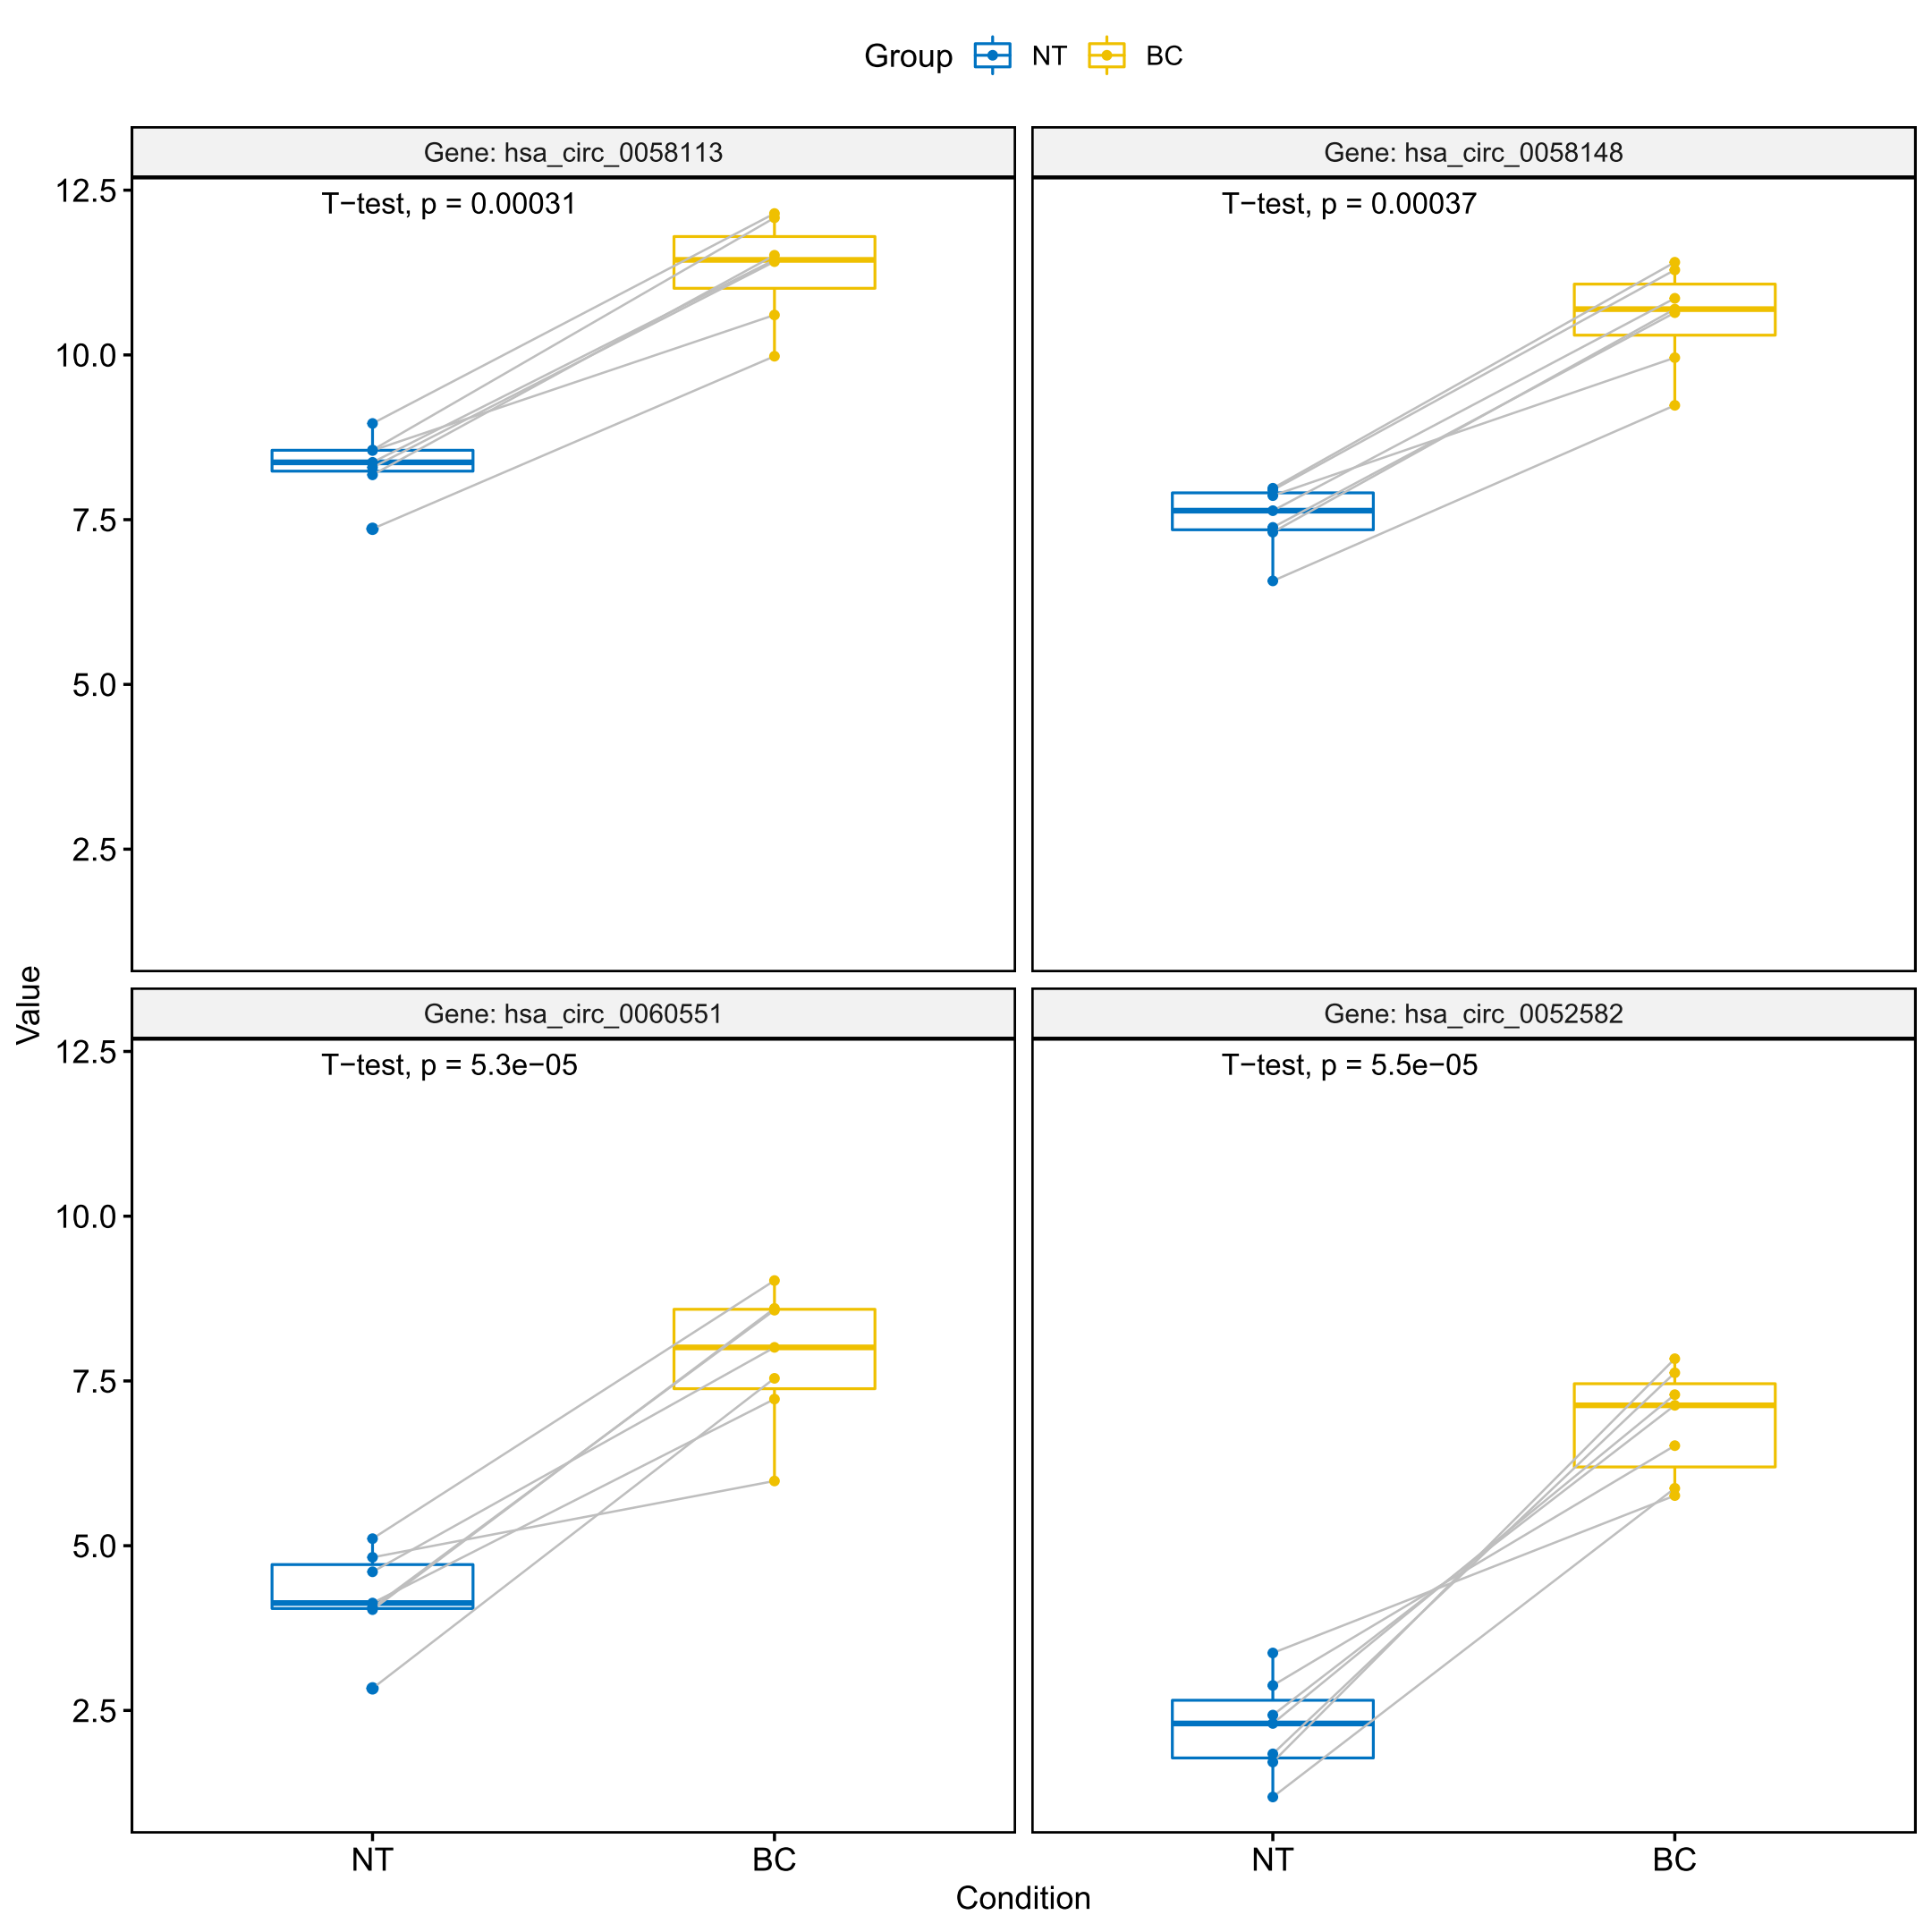 Group NT BC
Gene: hsa_circ_0058113
Gene: hsa_circ_0058148
T−test, p = 0.00031
T−test, p = 0.00037
12.5
10.0
7.5
5.0
2.5
Gene: hsa_circ_0060551
Gene: hsa_circ_0052582
T−test, p = 5.3e−05
T−test, p = 5.5e−05
12.5
10.0
7.5
5.0
2.5
Value
NT BC NT BC
Condition